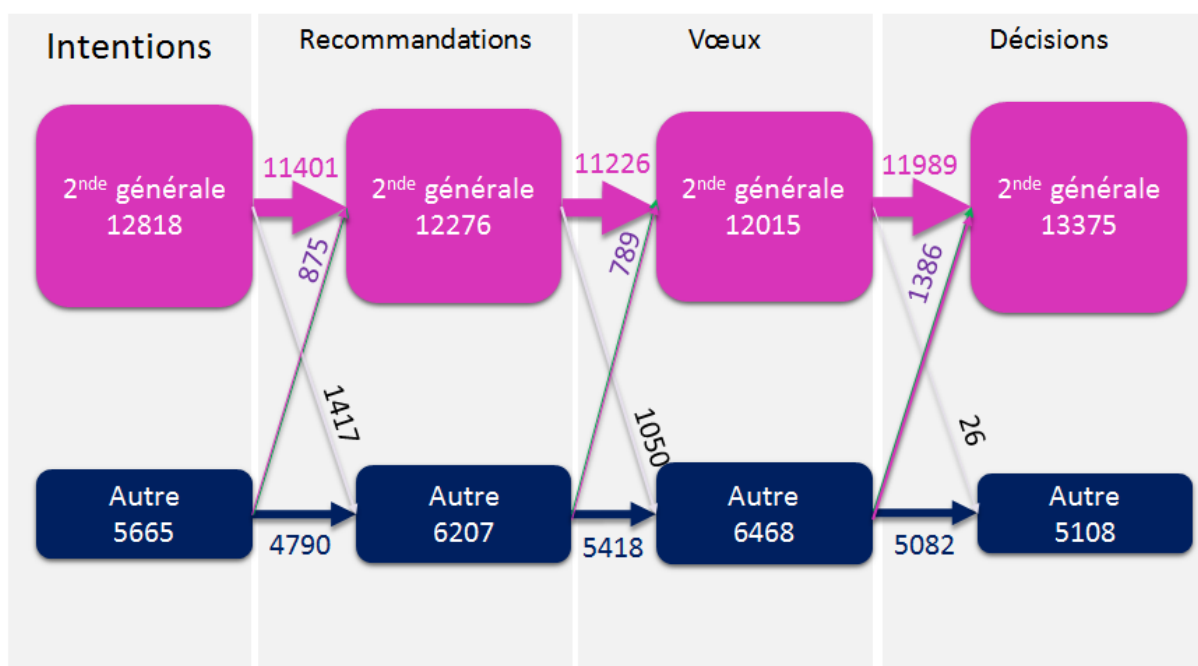 Intentions
Recommandations
Vœux
Décisions
2nde générale
12818
11401
2nde générale
12276
11226
2nde générale
12015
11989
2nde générale
13375
875
789
1386
1417
1050
26
Autre
5665
4790
Autre
6207
5418
Autre
6468
5082
Autre
5108